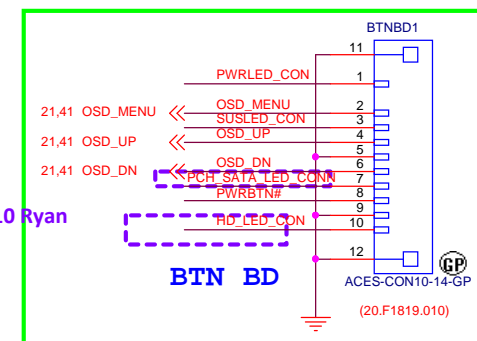 BTNBD1
11
PWRLED_CON 1
21,41 OSD_MENU OSD_MENU 2
SUSLED_CON 3
21,41 OSD_UP OSD_UP 4
5
21,41 OSD_DN OSD_DN 6
PCH_SATA_LED_CONN 7
PWRBTN# 8
9
10 Ryan
HD_LED_CON 10
12
BTN BD
GP
ACES-CON10-14-GP
(20.F1819.010)